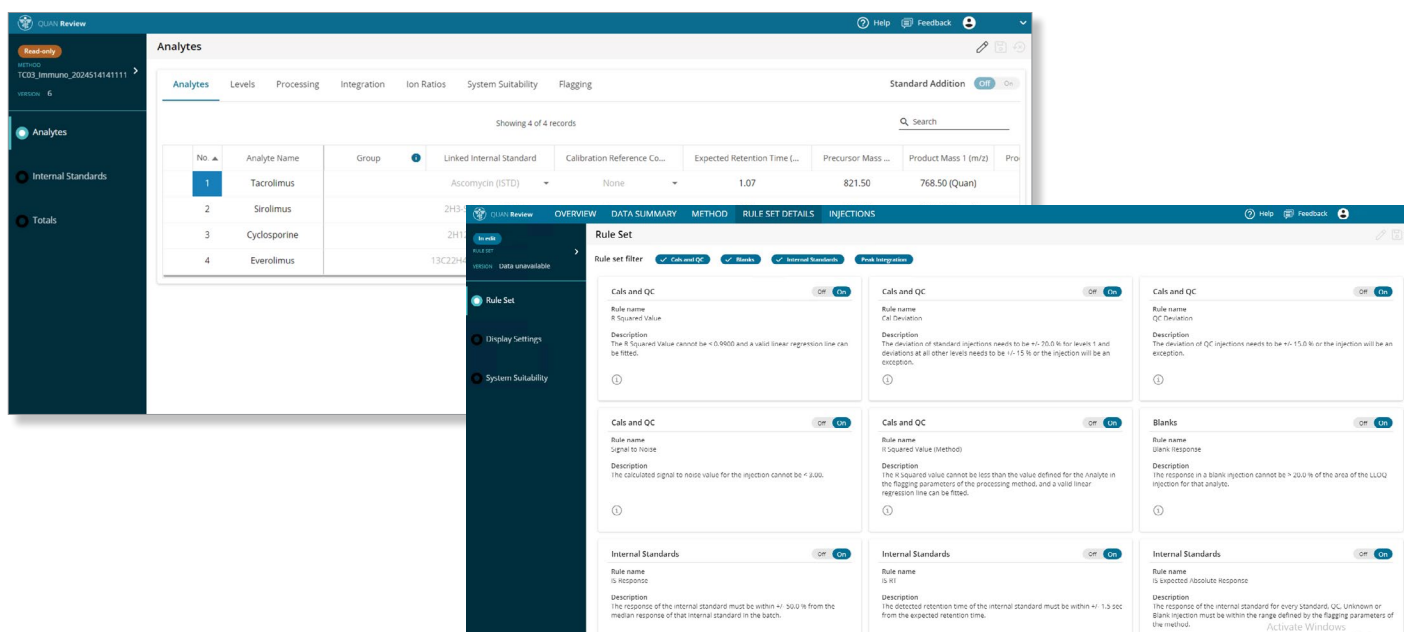 QUAN Review
Help Feedback
Read-only
METHOD
TC03_Immuno_2024514141111
VERSION 6
Analytes
Internal Standards
Totals
Analytes
Analytes Levels Processing Integration Ion Ratios System Suitability Flagging
Standard Addition Off On
Showing 4 of 4 records
Search
No. Analyte Name Group Linked Internal Standard Calibration Reference Co... Expected Retention Time (... Precursor Mass ... Product Mass 1 (m/z)
1 Tacrolimus Ascomycin (ISTD) None 1.07 821.50 768.50 (Quan)
2 Sirolimus
3 Cyclosporine
4 Everolimus
QUAN Review OVERVIEW DATA SUMMARY METHOD RULE SET DETAILS INJECTIONS
Help Feedback
In edit
RULE SET
VERSION Data unavailable
Rule Set
Display Settings
System Suitability
Rule Set
Rule set filter Cals and QC Blanks Internal Standards Peak Integration
Cals and QC Off On
Rule name
R Squared Value
Description
The R Squared Value cannot be < 0.9900 and a valid linear regression line can
be fitted.
Cals and QC Off On
Rule name
Cal Deviation
Description
The deviation of standard injections needs to be +/- 20.0 % for levels 1 and
deviations at all other levels needs to be +/- 15 % or the injection will be an
exception.
Cals and QC Off On
Rule name
QC Deviation
Description
The deviation of QC injections needs to be +/- 15.0 % or the injection will be an
exception.
Cals and QC Off On
Rule name
Signal to Noise
Description
The calculated signal to noise value for the injection cannot be < 3.00.
Cals and QC Off On
Rule name
R Squared Value (Method)
Description
The R Squared value cannot be less than the value defined for the Analyte in
the flagging parameters of the processing method, and a valid linear
regression line can be fitted.
Blanks Off On
Rule name
Blank Response
Description
The response in a blank injection cannot be > 20.0 % of the area of the LLOQ
injection for that analyte.
Internal Standards Off On
Rule name
IS Response
Description
The response of the internal standard must be within +/- 50.0 % from the
median response of that internal standard in the batch.
Internal Standards Off On
Rule name
IS RT
Description
The detected retention time of the internal standard must be within +/- 1.5 sec
from the expected retention time.
Internal Standards Off On
Rule name
IS Expected Absolute Response
Description
The response of the internal standard for every Standard, QC, Unknown or
Blank injection must be within the range defined by the flagging parameters of
the method.
Activate Windows